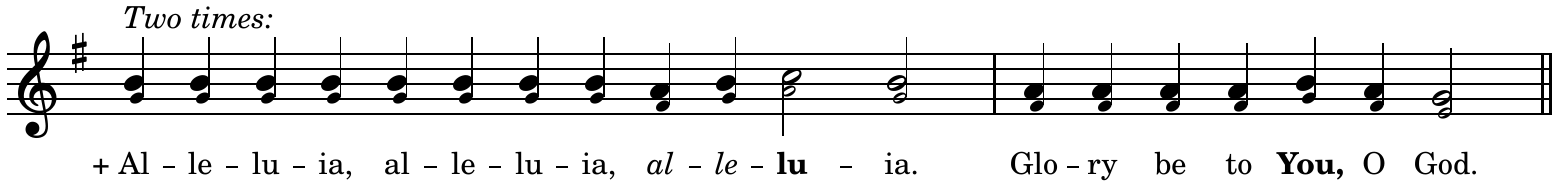 Two times:
+ Al – le – lu – ia, al – le – lu – ia, al – le – lu – ia. Glo – ry be to You, O God.